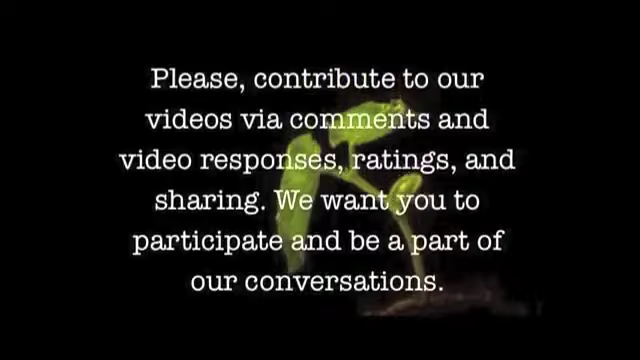 Please, contribute to our
videos via comments and
video responses, ratings, and
sharing. We want you to
participate and be a part of
our conversations.